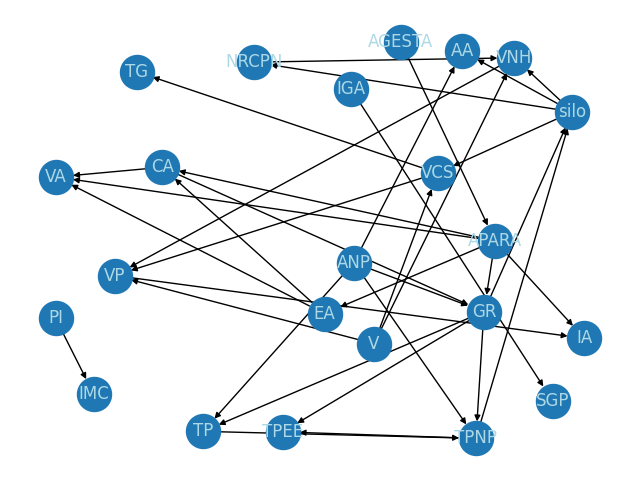 AGESTA
AA
VNH
NRCPN
TG
IGA
silo
CA
VCS
VA
APARA
ANP
VP
EA
GR
PI
V
IA
IMC
SGP
TP
TPEE
TPNR